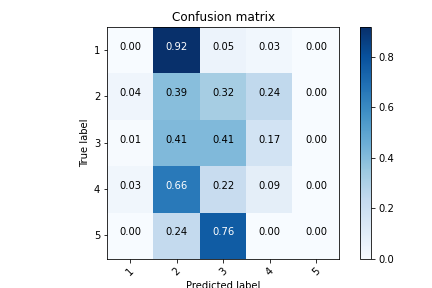 Confusion matrix
1 0.00 0.92 0.05 0.03 0.00
2 0.04 0.39 0.32 0.24 0.00
3 0.01 0.41 0.41 0.17 0.00
4 0.03 0.66 0.22 0.09 0.00
5 0.00 0.24 0.76 0.00 0.00
1 2 3 4 5
True label
Predicted label
0.8
0.6
0.4
0.2
0.0